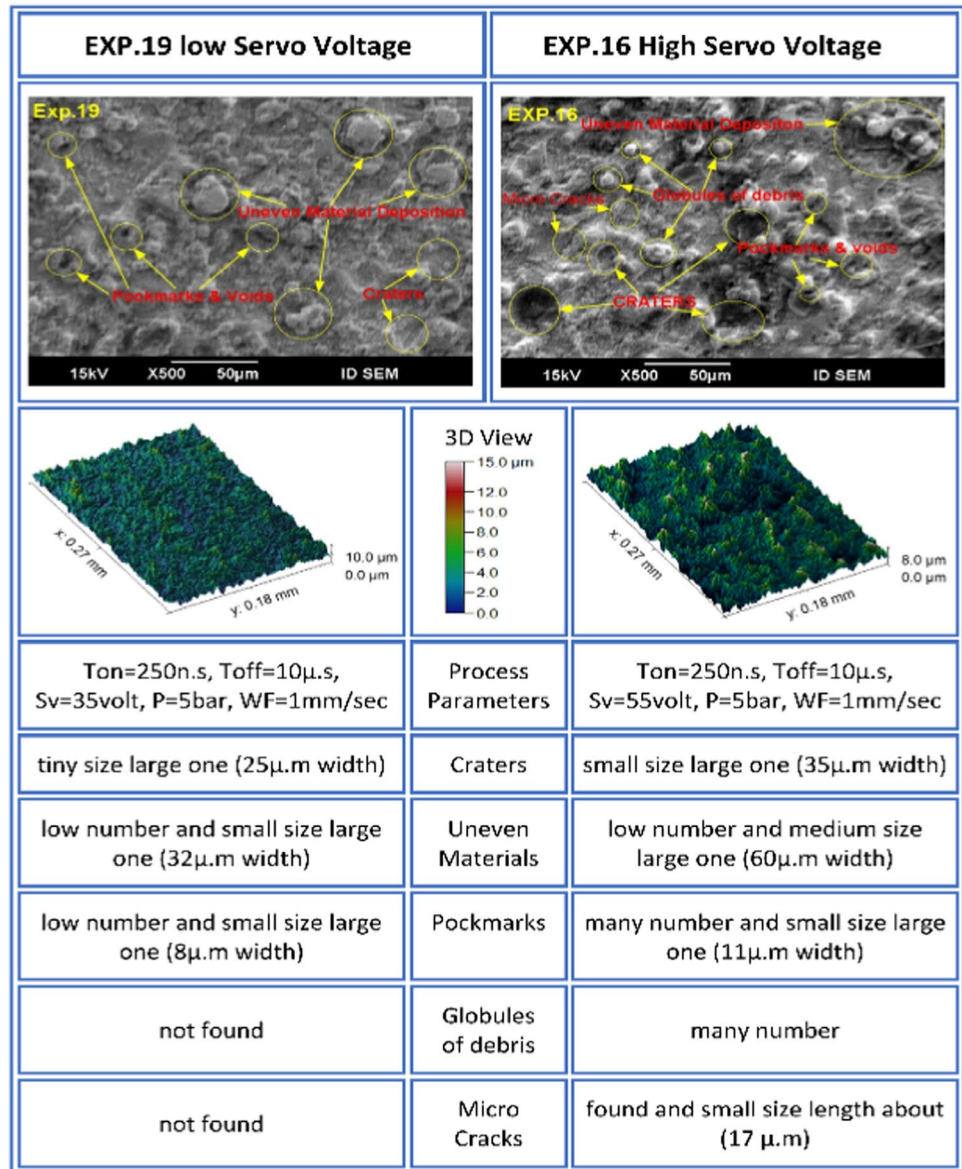 EXP.19 low Servo Voltage
EXP.16 High Servo Voltage
Exp.19
Uneven Material Deposition
Pockmarks & Voids
Craters
15kV X500 50µm ID SEM
EXP.16
Uneven Material Depositon
Micro Cracks
Globules of debris
Pockmarks & voids
CRATERS
15kV X500 50µm ID SEM
x: 0.27 mm
y: 0.18 mm
10.0 µm
0.0 µm
3D View
15.0 µm
12.0
10.0
8.0
6.0
4.0
2.0
0.0
x: 0.27 mm
y: 0.18 mm
8.0 µm
0.0 µm
Ton=250n.s, Toff=10µ.s,
Sv=35volt, P=5bar, WF=1mm/sec
Process
Parameters
Ton=250n.s, Toff=10µ.s,
Sv=55volt, P=5bar, WF=1mm/sec
tiny size large one (25µ.m width)
Craters
small size large one (35µ.m width)
low number and small size large
one (32µ.m width)
Uneven
Materials
low number and medium size
large one (60µ.m width)
low number and small size large
one (8µ.m width)
Pockmarks
many number and small size large
one (11µ.m width)
not found
Globules
of debris
many number
not found
Micro
Cracks
found and small size length about
(17 µ.m)